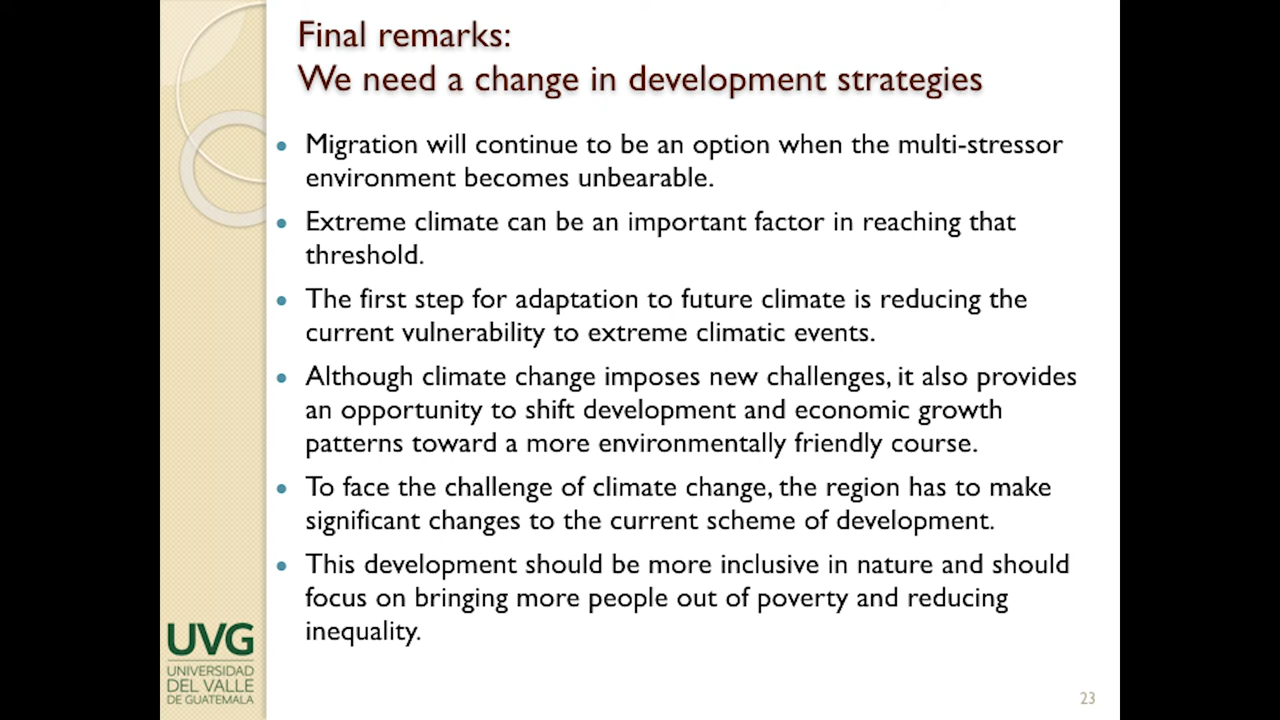 Final remarks:
We need a change in development strategies
Migration will continue to be an option when the multi-stressor
environment becomes unbearable.
Extreme climate can be an important factor in reaching that
threshold.
The first step for adaptation to future climate is reducing the
current vulnerability to extreme climatic events.
Although climate change imposes new challenges, it also provides
an opportunity to shift development and economic growth
patterns toward a more environmentally friendly course.
To face the challenge of climate change, the region has to make
significant changes to the current scheme of development.
This development should be more inclusive in nature and should
focus on bringing more people out of poverty and reducing
inequality.
UVG
UNIVERSIDAD
DEL VALLE
DE GUATEMALA
23